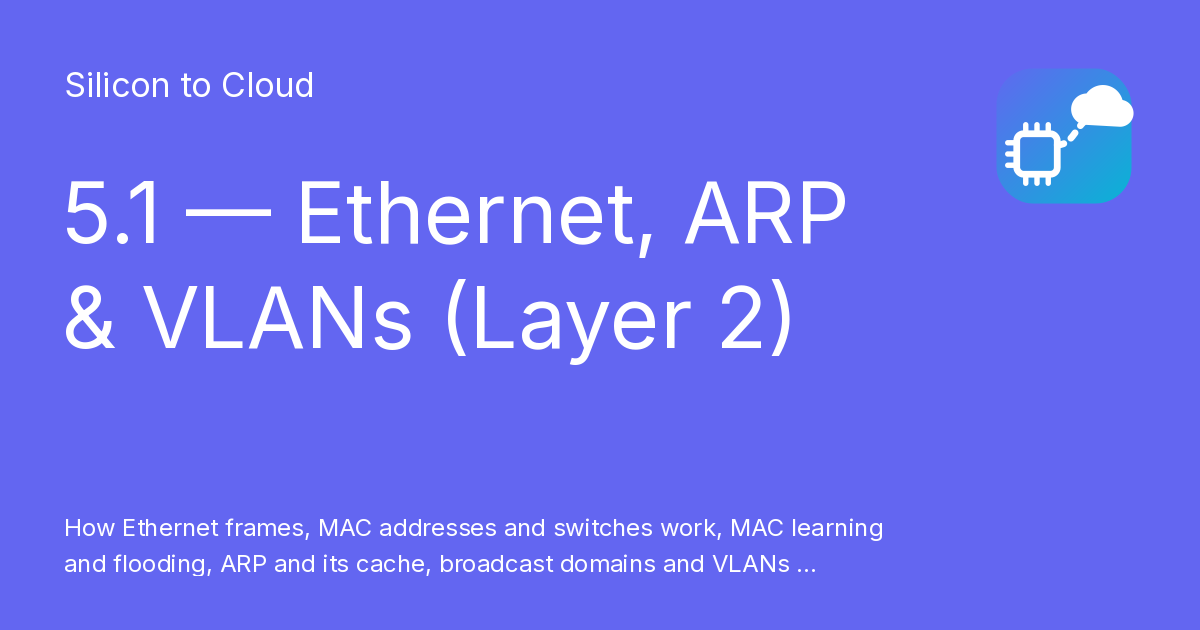 Silicon to Cloud
5.1 — Ethernet, ARP
& VLANs (Layer 2)
How Ethernet frames, MAC addresses and switches work, MAC learning
and flooding, ARP and its cache, broadcast domains and VLANs ...